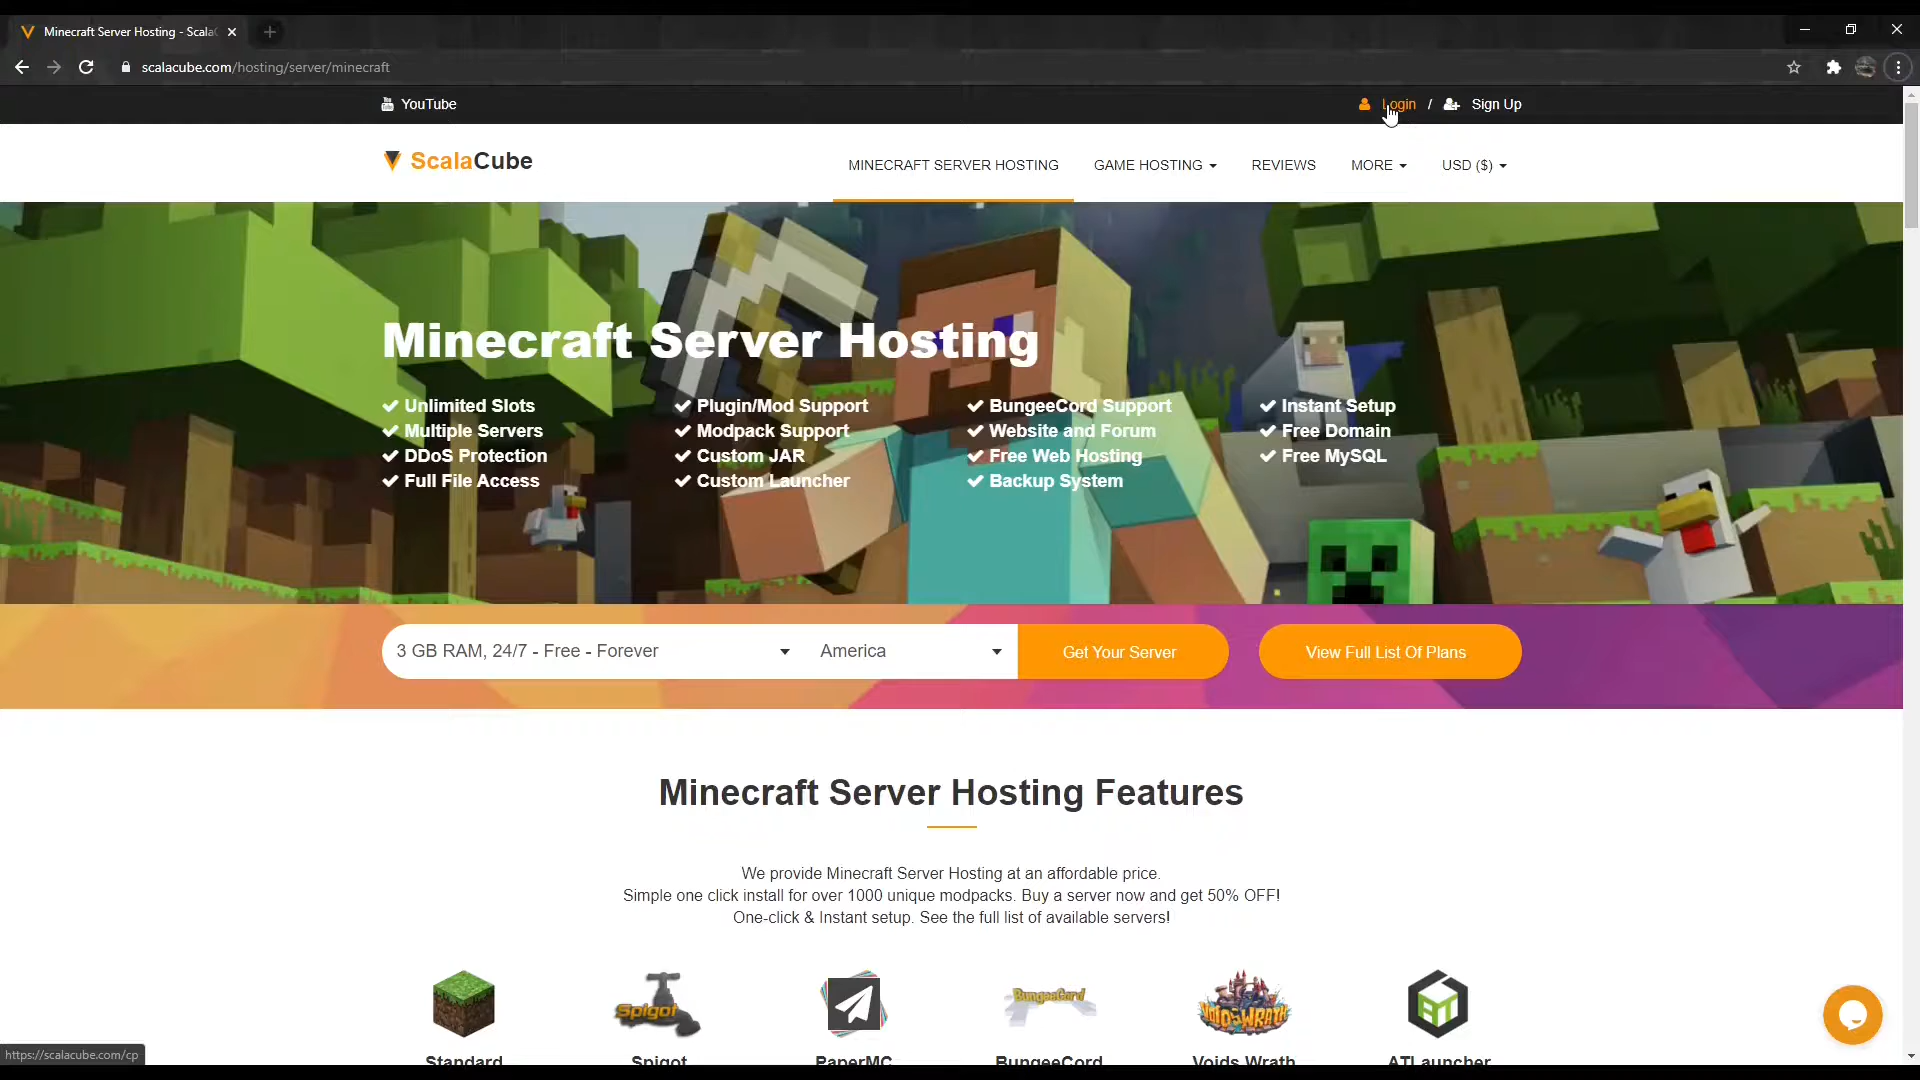 Minecraft Server Hosting - Scala
scalacube.com/hosting/server/minecraft
YouTube
Login / Sign Up
ScalaCube
MINECRAFT SERVER HOSTING
GAME HOSTING
REVIEWS
MORE
USD ($)
Minecraft Server Hosting
Unlimited Slots
Multiple Servers
DDoS Protection
Full File Access
Plugin/Mod Support
Modpack Support
Custom JAR
Custom Launcher
BungeeCord Support
Website and Forum
Free Web Hosting
Backup System
Instant Setup
Free Domain
Free MySQL
3 GB RAM, 24/7 - Free - Forever
America
Get Your Server
View Full List Of Plans
Minecraft Server Hosting Features
We provide Minecraft Server Hosting at an affordable price.
Simple one click install for over 1000 unique modpacks. Buy a server now and get 50% OFF!
One-click & Instant setup. See the full list of available servers!
Spigot
BungeeCord
VOIDS WRATH
Standard
Spigot
PaperMC
BungeeCord
Voids Wrath
ATLauncher
https://scalacube.com/cp